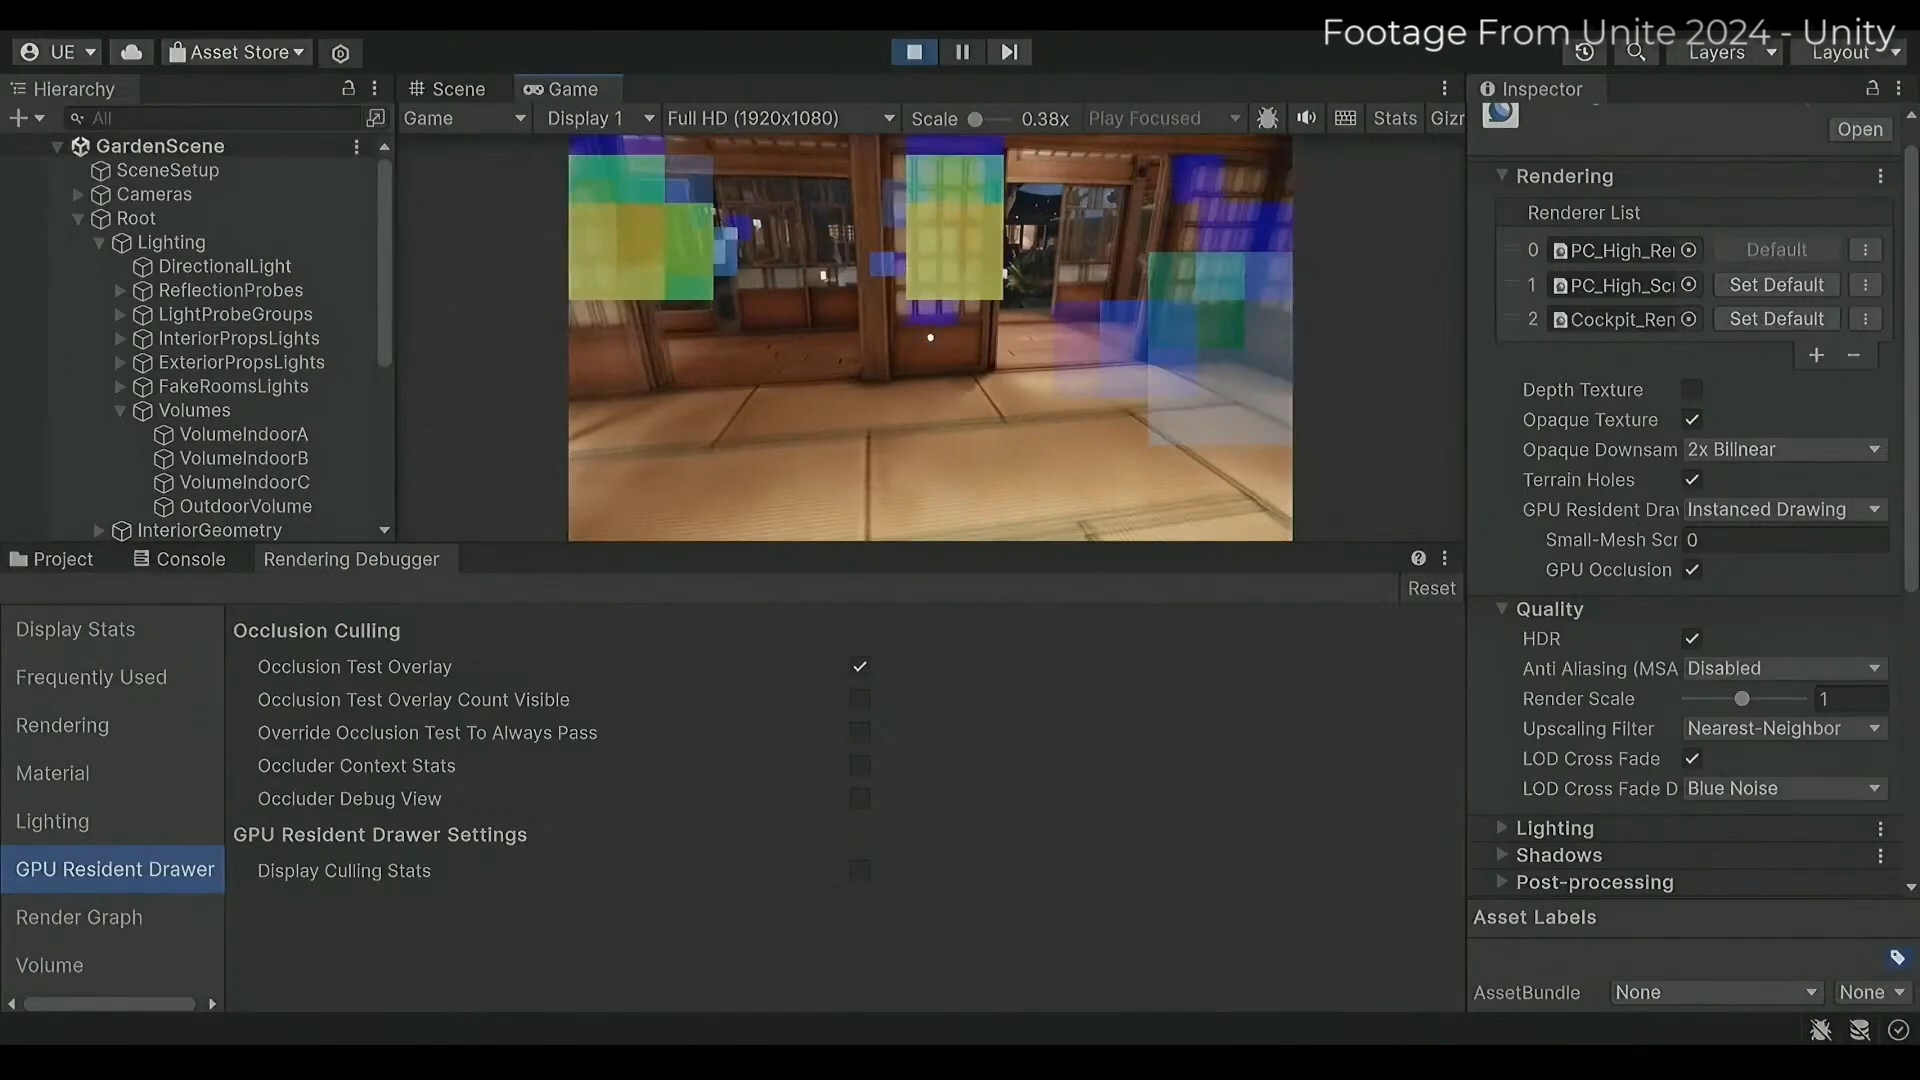 Footage From Unite 2024 - Unity
UE
Asset Store
Layers
Layout
Hierarchy
All
GardenScene
SceneSetup
Cameras
Root
Lighting
DirectionalLight
ReflectionProbes
LightProbeGroups
InteriorPropsLights
ExteriorPropsLights
FakeRoomsLights
Volumes
VolumeIndoorA
VolumeIndoorB
VolumeIndoorC
OutdoorVolume
InteriorGeometry
Scene
Game
Game
Display 1
Full HD (1920x1080)
Scale
0.38x
Play Focused
Stats
Giz
Inspector
Open
Rendering
Renderer List
0 PC_High_Re Default
1 PC_High_Sc Set Default
2 Cockpit_Ren Set Default
+ −
Depth Texture
Opaque Texture
Opaque Downsam 2x Bilinear
Terrain Holes
GPU Resident Dra Instanced Drawing
Small-Mesh Scr 0
GPU Occlusion
Quality
HDR
Anti Aliasing (MSA Disabled
Render Scale 1
Upscaling Filter Nearest-Neighbor
LOD Cross Fade
LOD Cross Fade D Blue Noise
Lighting
Shadows
Post-processing
Asset Labels
AssetBundle None None
Project
Console
Rendering Debugger
Reset
Display Stats
Frequently Used
Rendering
Material
Lighting
GPU Resident Drawer
Render Graph
Volume
Occlusion Culling
Occlusion Test Overlay
Occlusion Test Overlay Count Visible
Override Occlusion Test To Always Pass
Occluder Context Stats
Occluder Debug View
GPU Resident Drawer Settings
Display Culling Stats